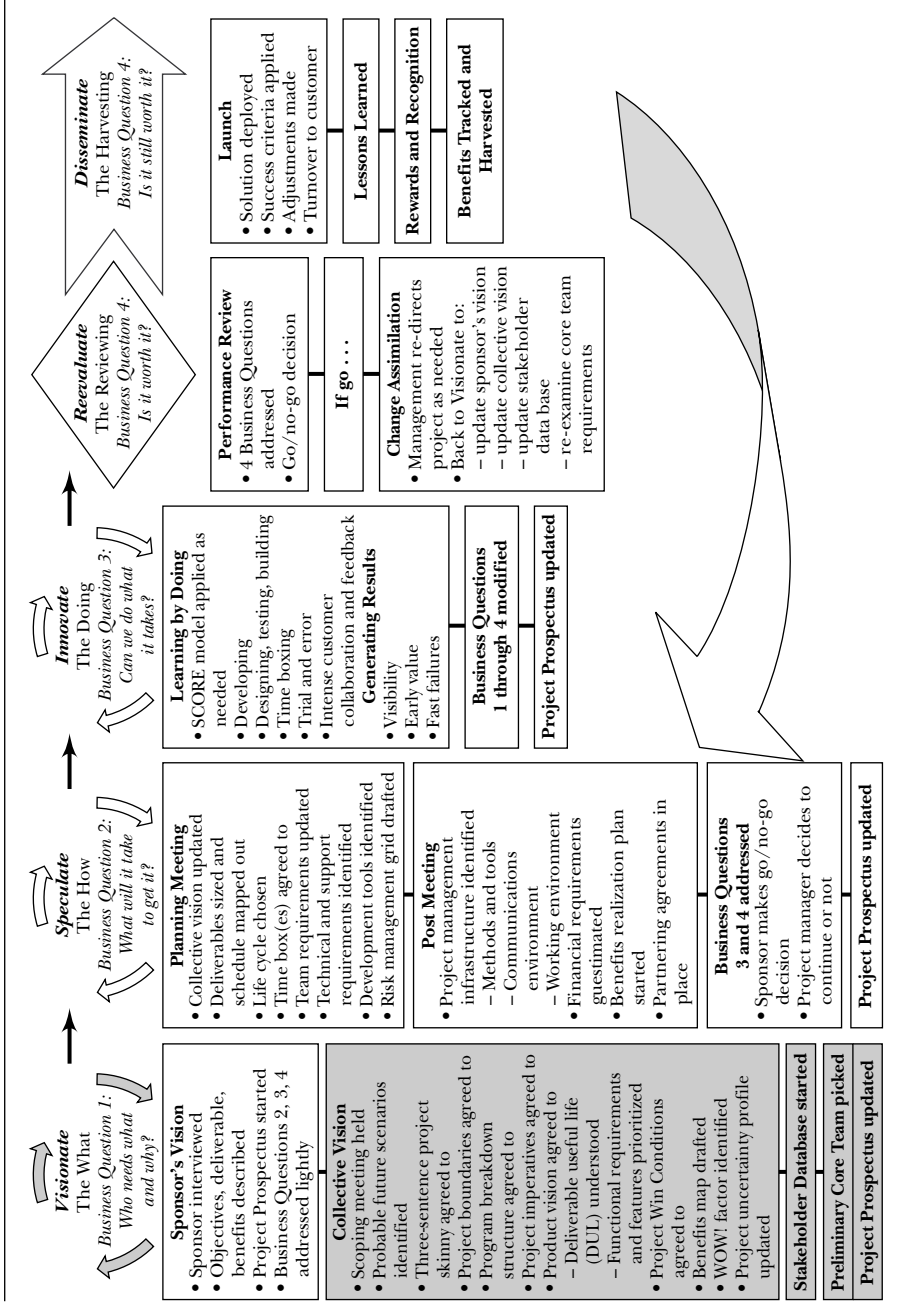 Visionate
The What
Business Question 1:
Who needs what
and why?
Sponsor's Vision
• Sponsor interviewed
• Objectives, deliverable,
benefits described
• Project Prospectus started
• Business Questions 2, 3, 4
addressed lightly
Collective Vision
• Scoping meeting held
• Probable future scenarios
identified
• Three-sentence project
skinny agreed to
• Project boundaries agreed to
• Program breakdown
structure agreed to
• Project imperatives agreed to
• Product vision agreed to
– Deliverable useful life
(DUL) understood
– Functional requirements
and features prioritized
• Project Win Conditions
agreed to
• Benefits map drafted
• WOW! factor identified
• Project uncertainty profile
updated
Stakeholder Database started
Preliminary Core Team picked
Project Prospectus updated
Speculate
The How
Business Question 2:
What will it take
to get it?
Planning Meeting
• Collective vision updated
• Deliverables sized and
schedule mapped out
• Life cycle chosen
• Time box(es) agreed to
• Team requirements updated
• Technical and support
requirements identified
• Development tools identified
• Risk management grid drafted
Post Meeting
• Project management
infrastructure identified
– Methods and tools
– Communications
environment
– Working environment
• Financial requirements
guestimated
• Benefits realization plan
started
• Partnering agreements in
place
Business Questions
3 and 4 addressed
• Sponsor makes go/no-go
decision
• Project manager decides to
continue or not
Project Prospectus updated
Innovate
The Doing
Business Question 3:
Can we do what
it takes?
Learning by Doing
• SCORE model applied as
needed
• Developing
• Designing, testing, building
• Time boxing
• Trial and error
• Intense customer
collaboration and feedback
Generating Results
• Visibility
• Early value
• Fast failures
Business Questions
1 through 4 modified
Project Prospectus updated
Reevaluate
The Reviewing
Business Question 4:
Is it worth it?
Performance Review
• 4 Business Questions
addressed
• Go/no-go decision
If go . . .
Change Assimilation
• Management re-directs
project as needed
• Back to Visionate to:
– update sponsor's vision
– update collective vision
– update stakeholder
data base
– re-examine core team
requirements
Disseminate
The Harvesting
Business Question 4:
Is it still worth it?
Launch
• Solution deployed
• Success criteria applied
• Adjustments made
• Turnover to customer
Lessons Learned
Rewards and Recognition
Benefits Tracked and
Harvested